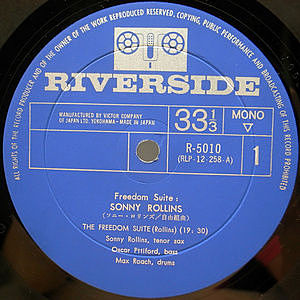 ALL RIGHTS OF THE RECORD PRODUCER AND OF THE OWNER OF THE WORK REPRODUCED RESERVED. COPYING, PUBLIC PERFORMANCE AND BROADCASTING OF THIS RECORD PROHIBITED
RIVERSIDE
MANUFACTURED BY VICTOR COMPANY
OF JAPAN LTD. YOKOHAMA · MADE IN JAPAN
33 1/3
MONO
R-5010
(RLP-12-258-A)
1
Freedom Suite:
SONNY ROLLINS
(ソニー・ロリンズ/自由組曲)
THE FREEDOM SUITE (Rollins) (19:30)
Sonny Rollins, tenor sax
Oscar Pttiford, bass
Max Roach, drums